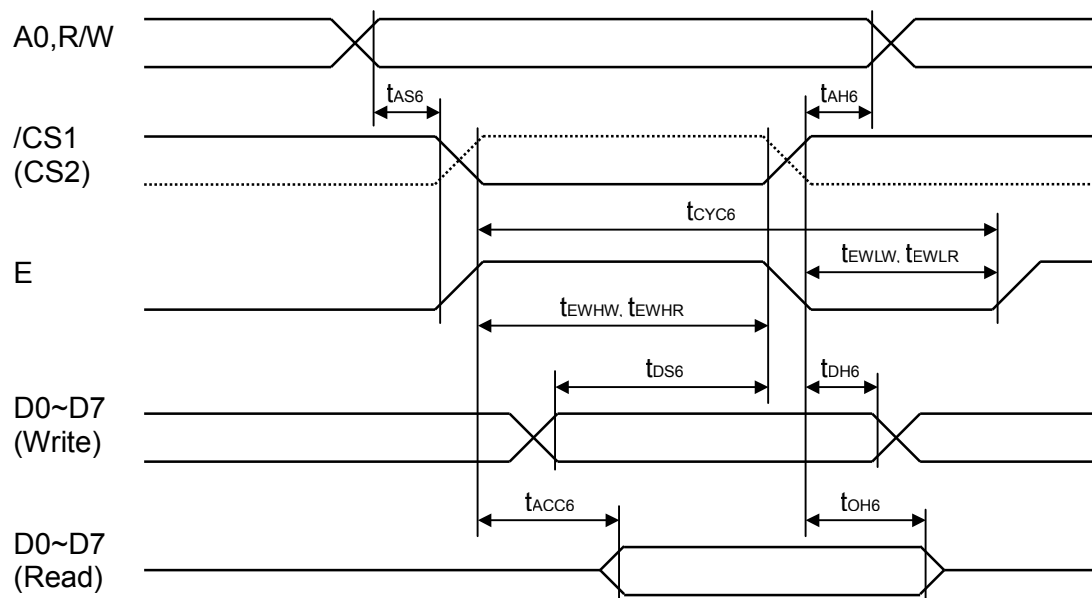 A0,R/W
tAS6
tAH6
/CS1
(CS2)
tCYC6
tEWLW, tEWLR
E
tEWHW, tEWHR
tDS6
tDH6
D0~D7
(Write)
tACC6
tOH6
D0~D7
(Read)